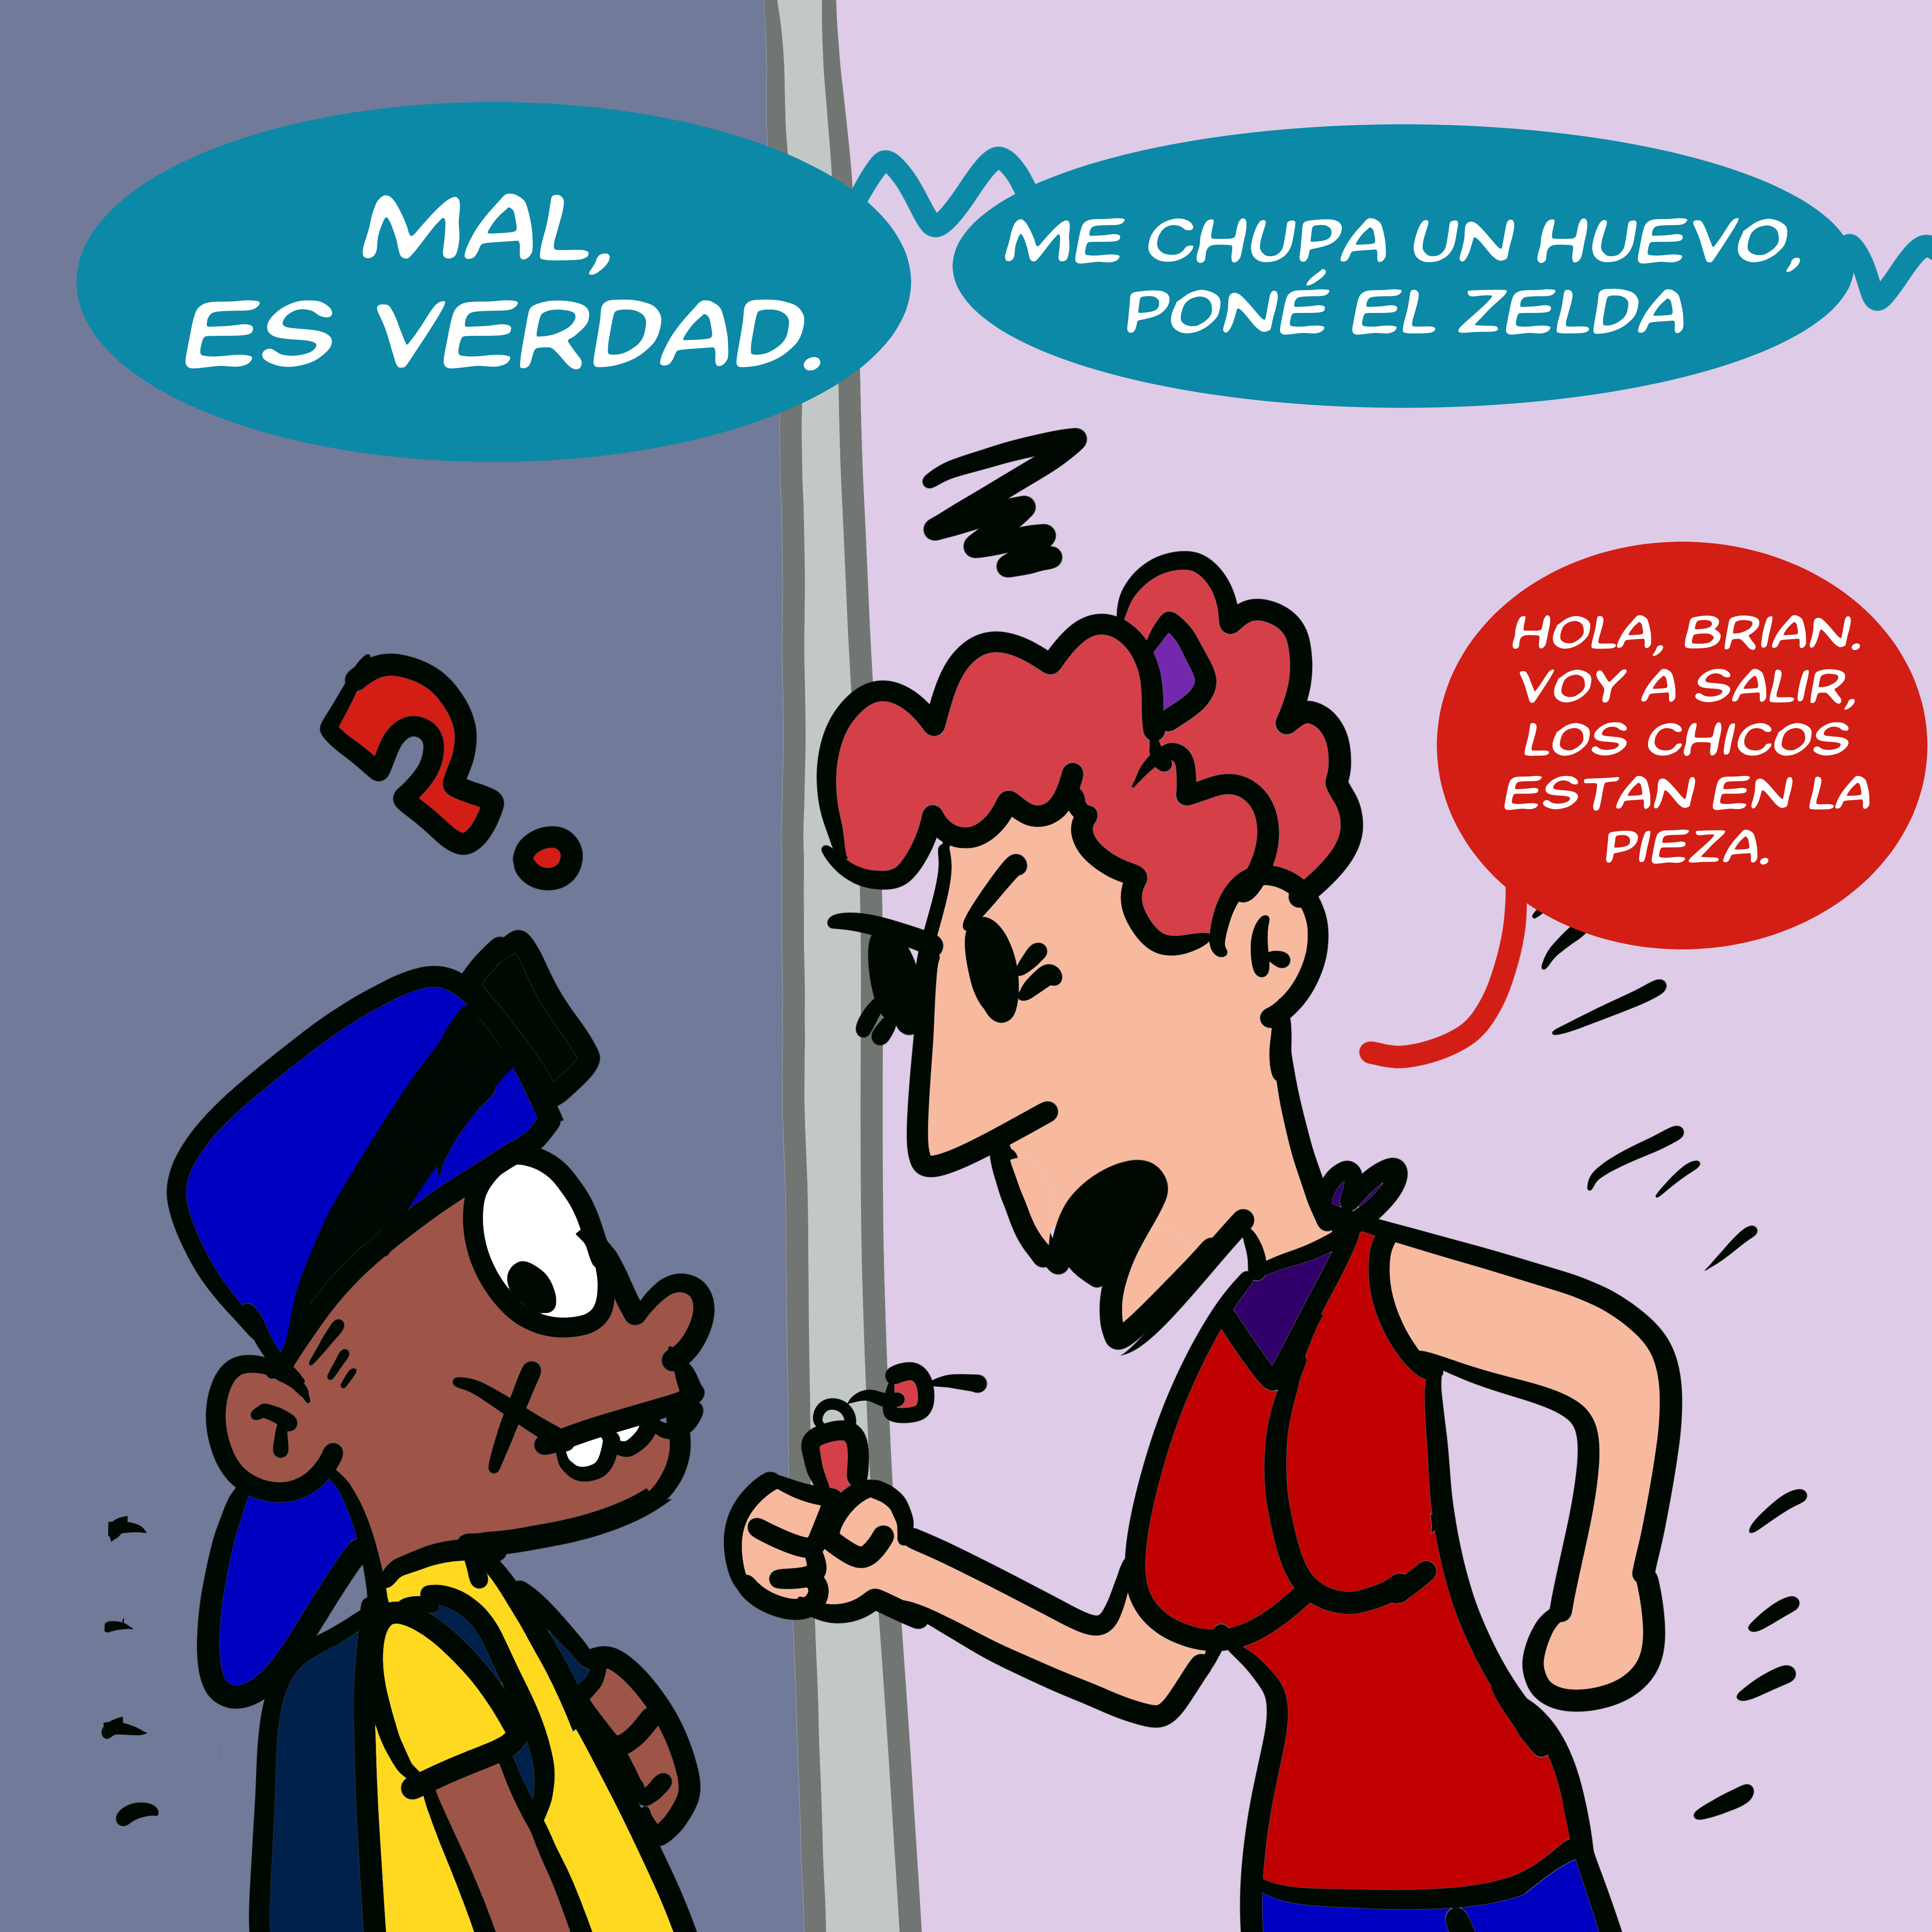 MAL,
ES VERDAD.
ME CHUPA UN HUEVO,
PONÉ EL ZELDA
HOLA, BRIAN.
VOY A SALIR,
LOS CHICOS
ESTAN EN LA
PIEZA.